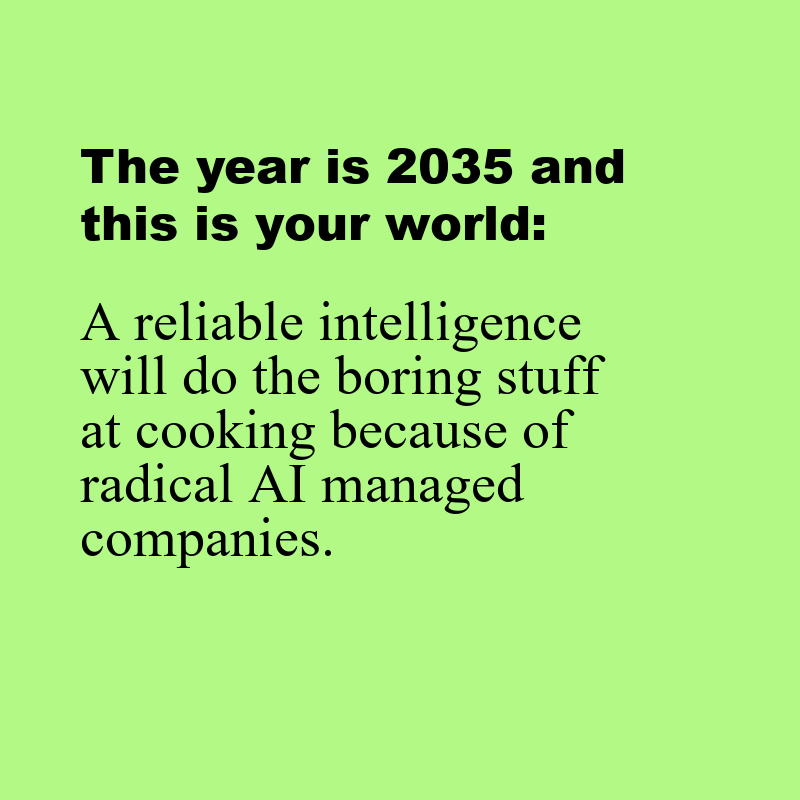 The year is 2035 and
this is your world:
A reliable intelligence
will do the boring stuff
at cooking because of
radical AI managed
companies.